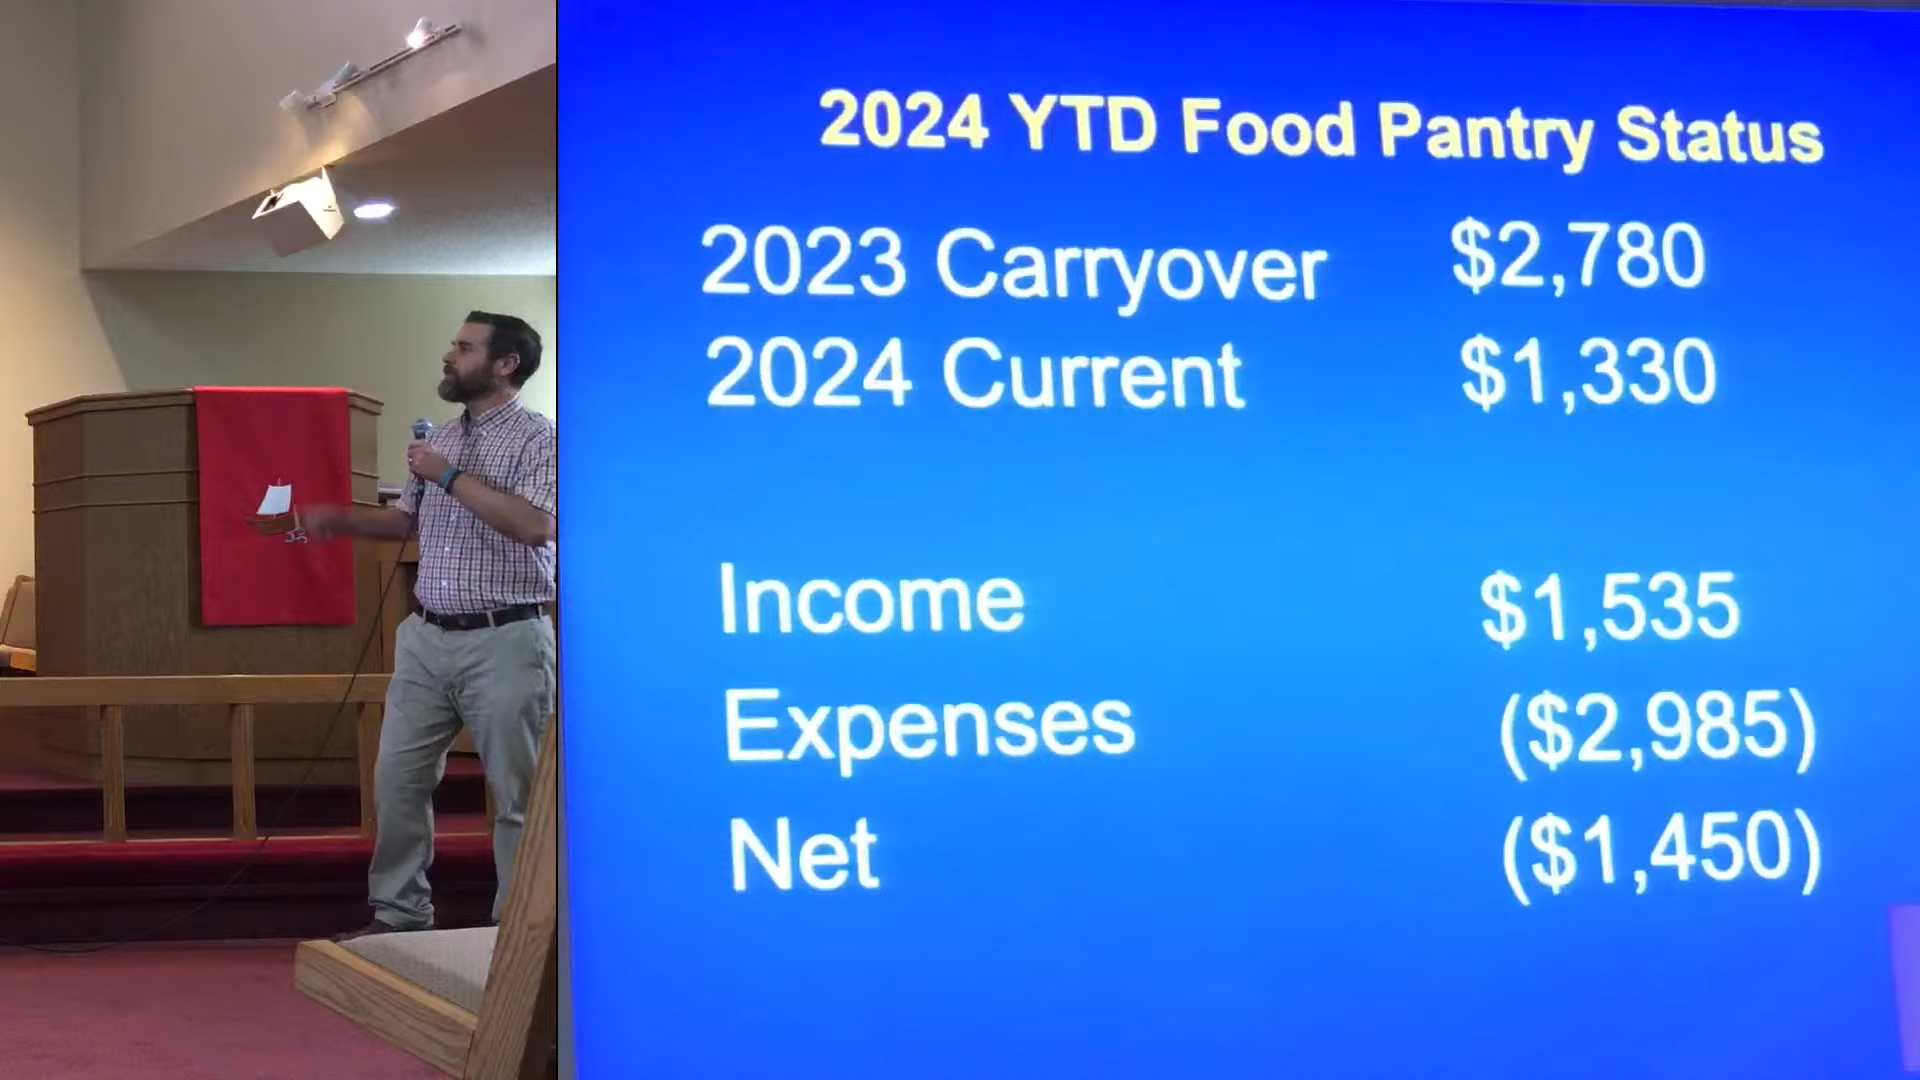 2024 YTD Food Pantry Status
2023 Carryover $2,780
2024 Current $1,330
Income $1,535
Expenses ($2,985)
Net ($1,450)